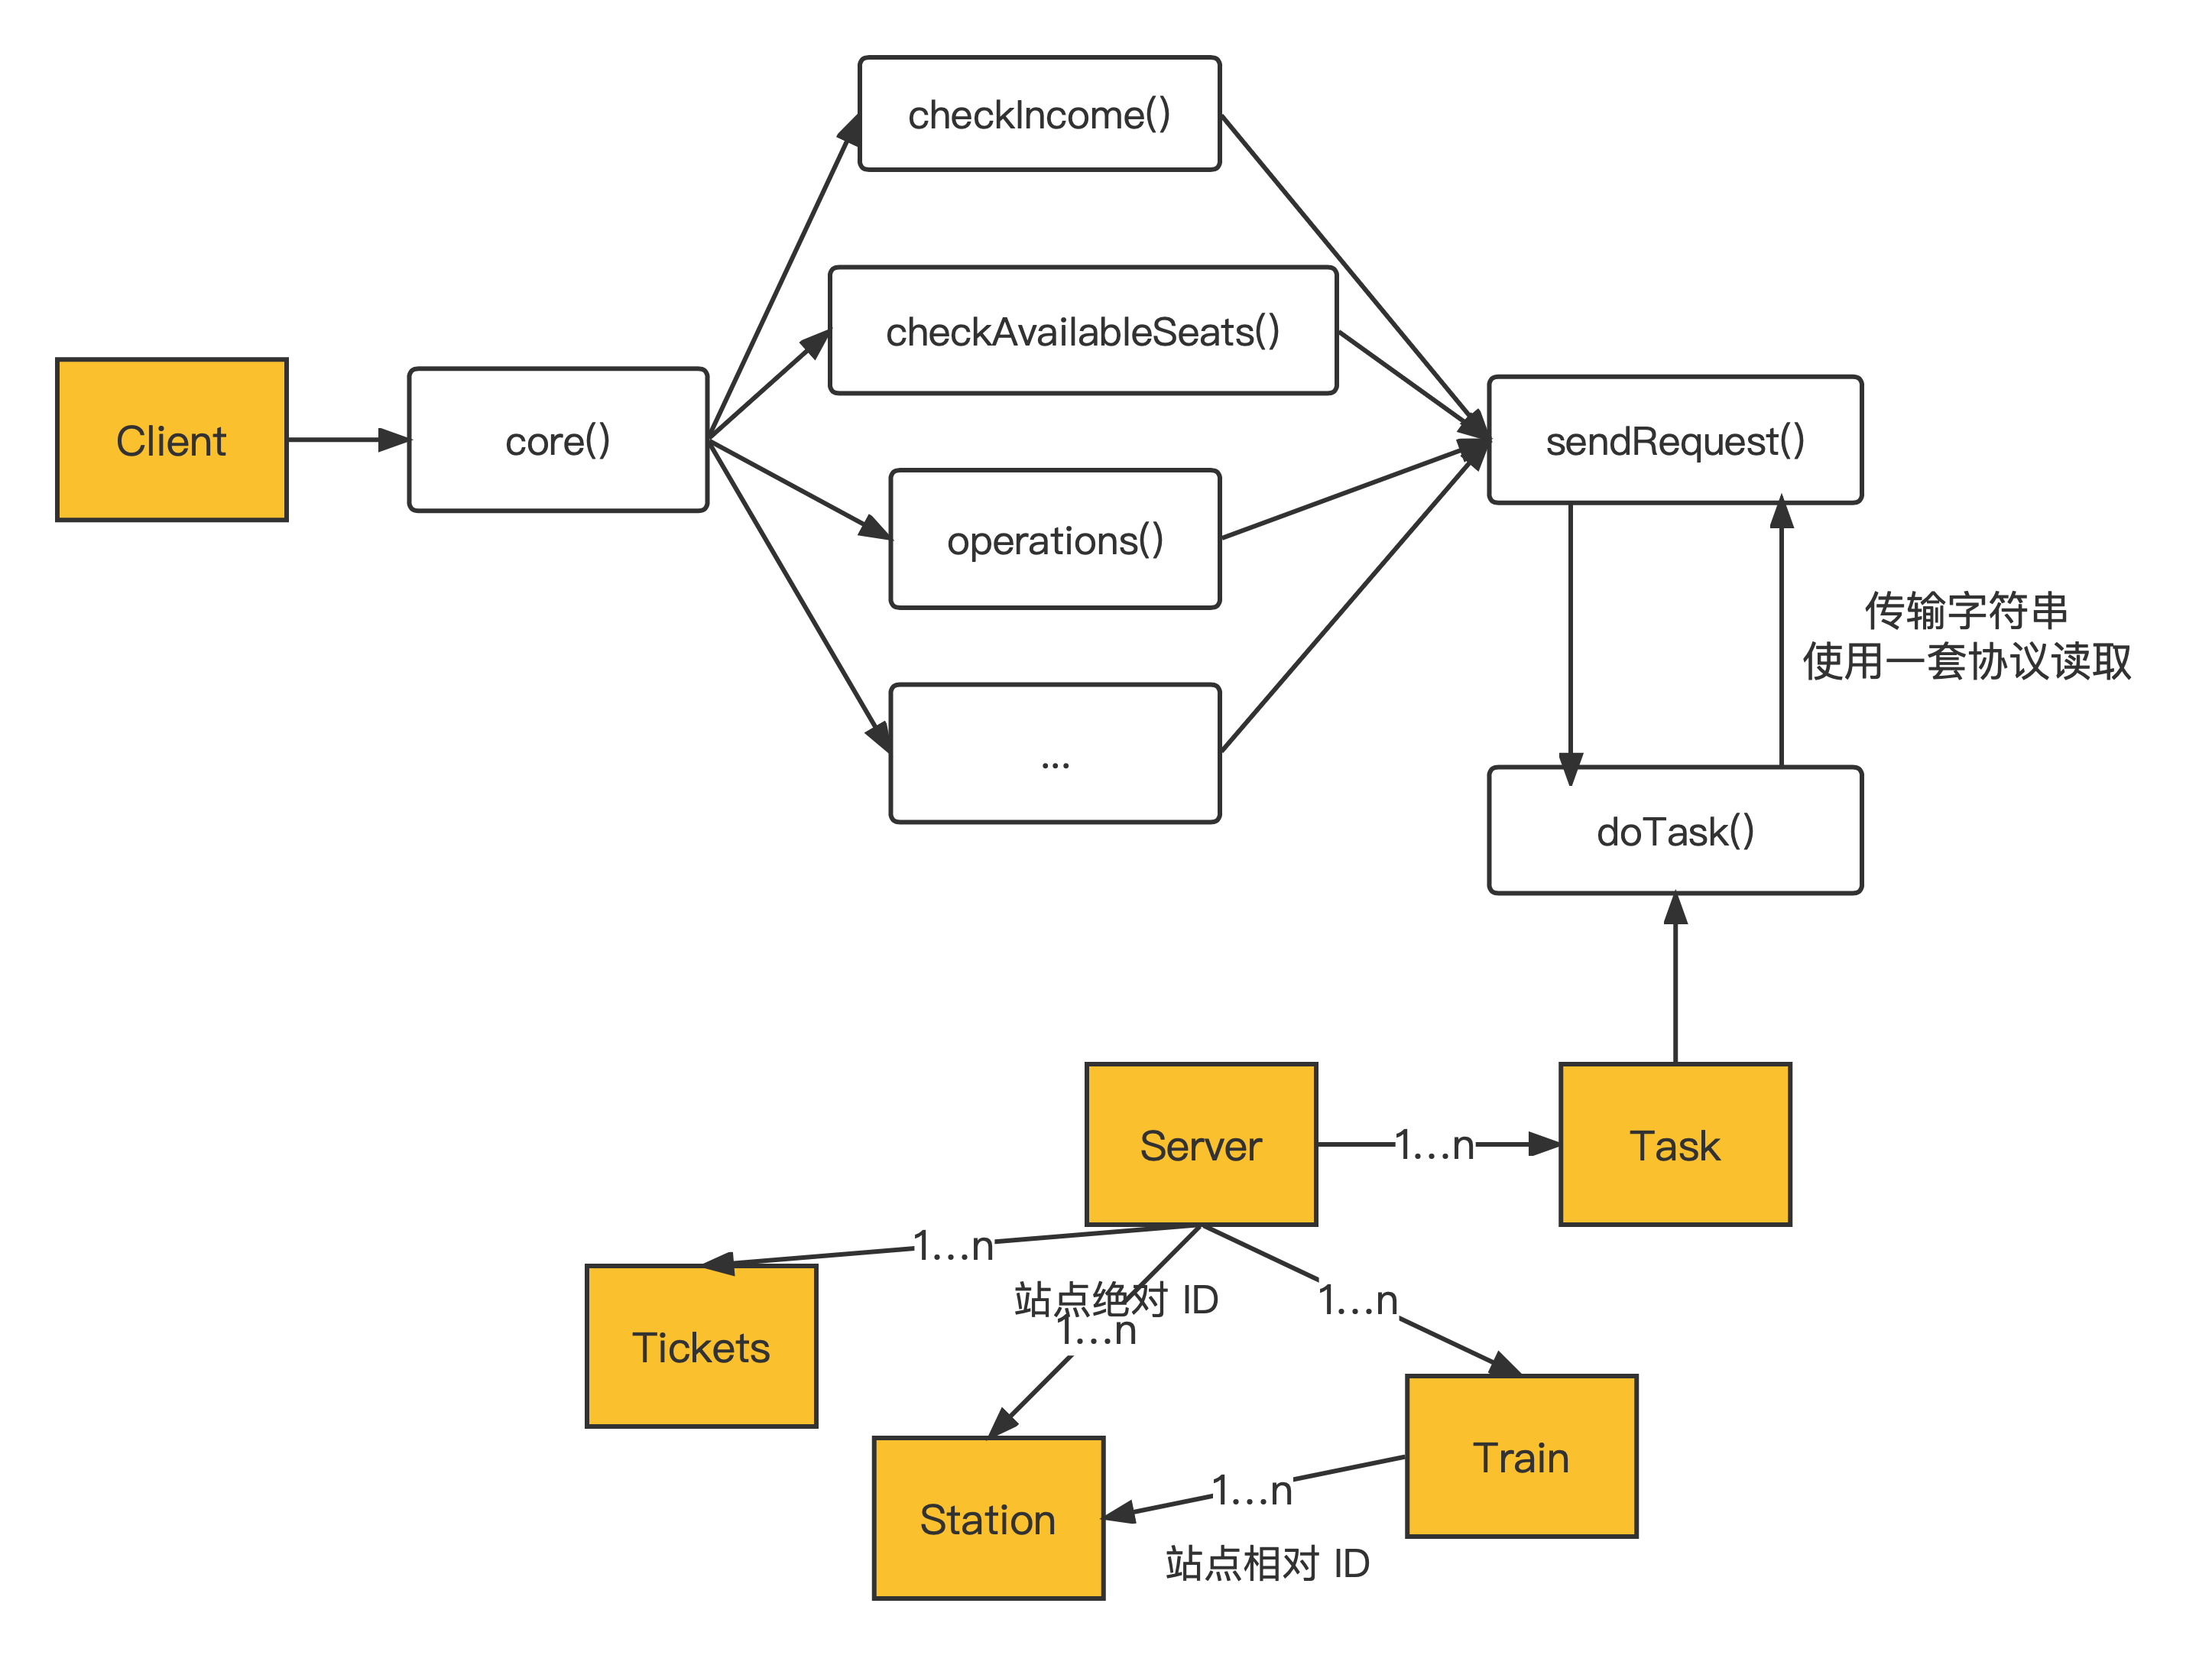 checkIncome()
checkAvailableSeats()
Client
core()
sendRequest()
operations()
传输字符串
使用一套协议读取
...
doTask()
Server
1...n
Task
1...n
站点绝对 ID
1...n
1...n
Tickets
Train
1...n
Station
站点相对 ID